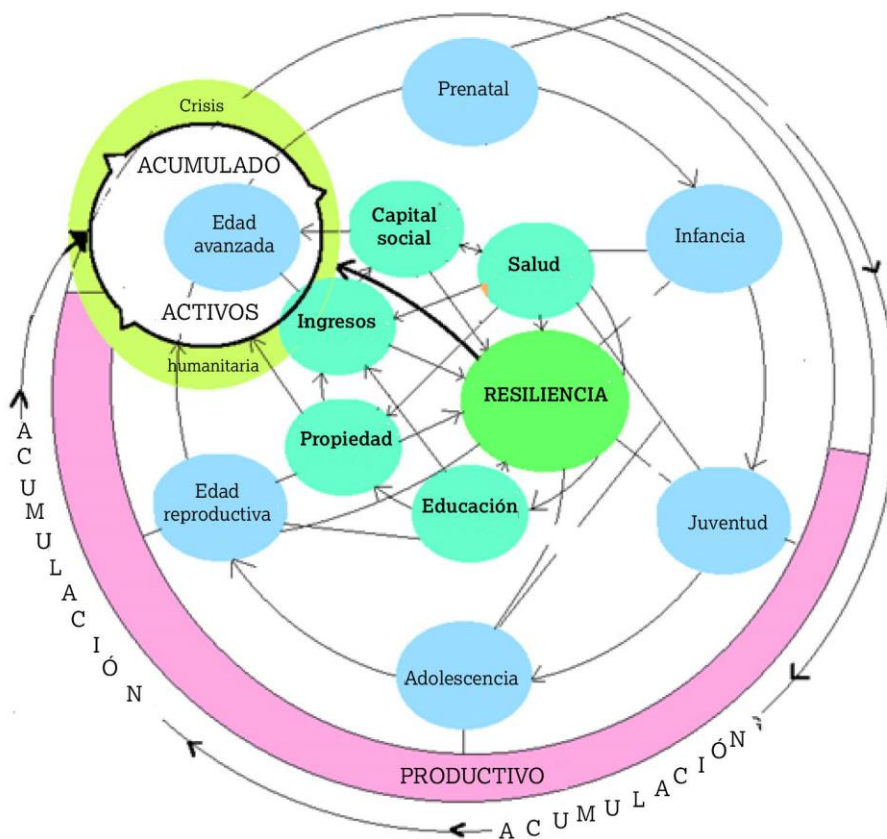 Prenatal
Crisis
ACUMULADO
Edad
avanzada
ACTIVOS
humanitaria
Capital
social
Salud
Infancia
Ingresos
RESILIENCIA
Propiedad
Educación
Edad
reproductiva
Juventud
Adolescencia
PRODUCTIVO
ACUMULACIÓN
ACUMULACIÓN